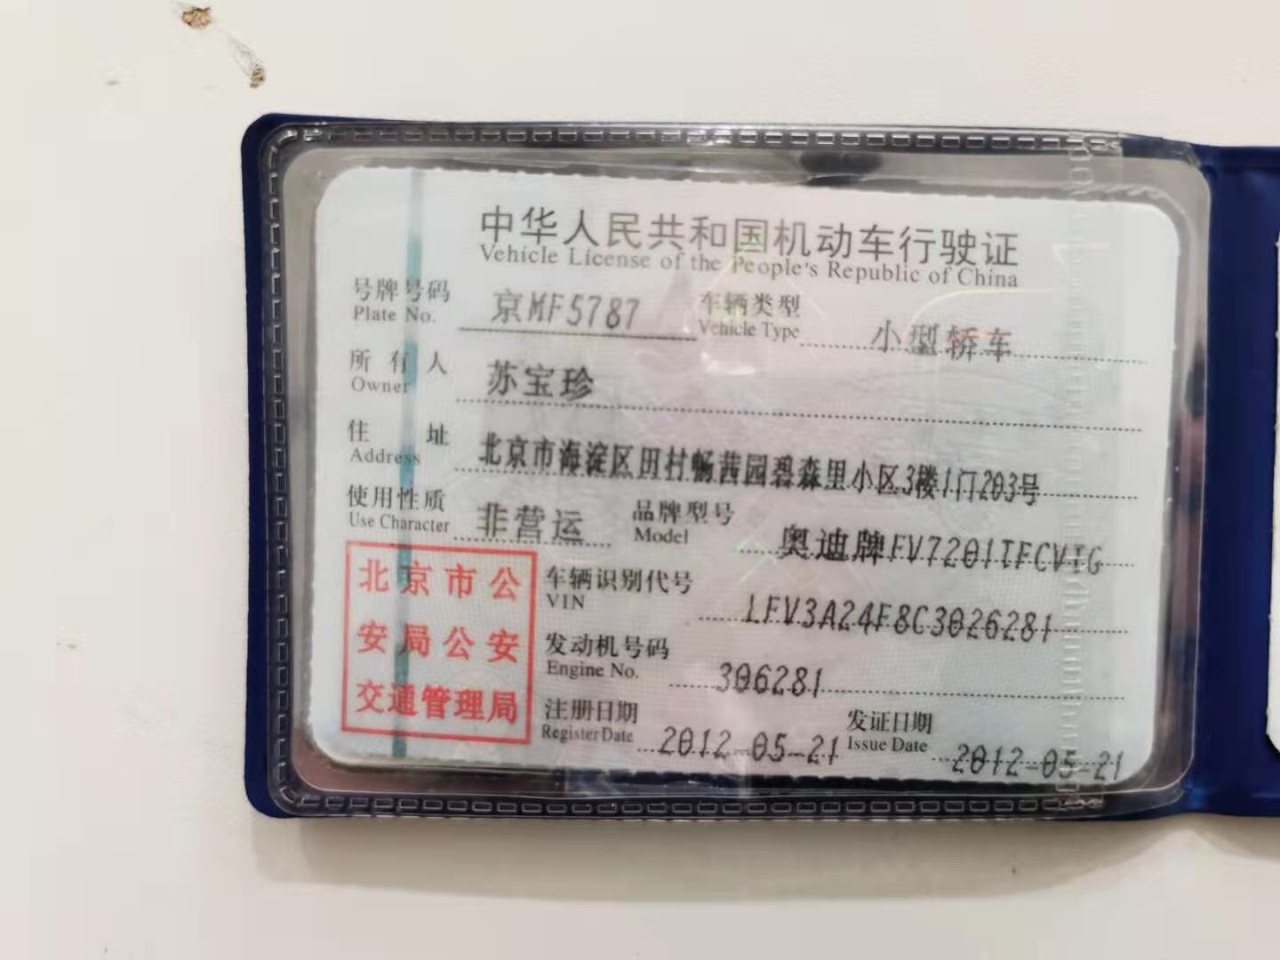 中华人民共和国机动车行驶证
Vehicle License of the People's Republic of China
号牌号码 京MF5787 车辆类型 小型轿车
Plate No. Vehicle Type
所有人 苏宝珍
Owner
住址 北京市海淀区田村畅茜园碧森里小区3楼1门203号
Address
使用性质 非营运 品牌型号 奥迪牌FV7201TFCVTG
Use Character Model
北京市公
安局公安
交通管理局
车辆识别代号 LFV3A24F8C3026281
VIN
发动机号码 306281
Engine No.
注册日期 2012-05-21 发证日期 2012-05-21
Register Date Issue Date